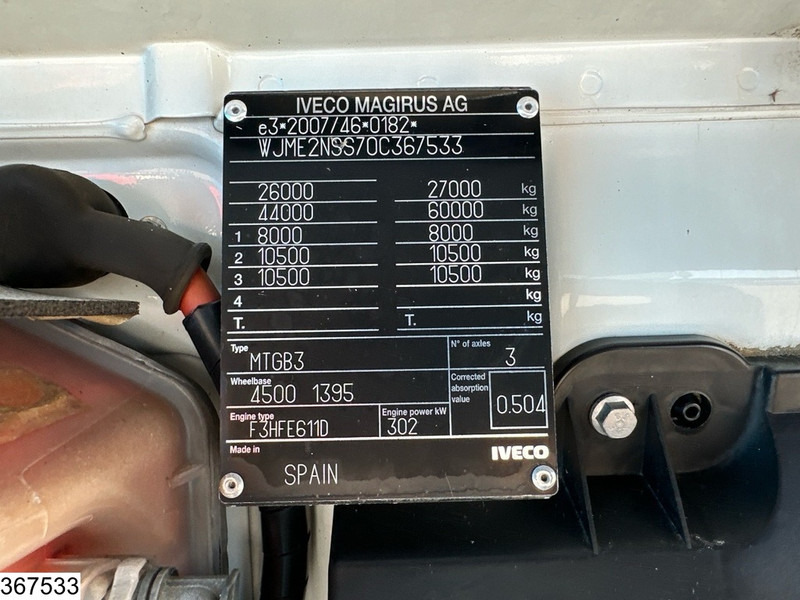 IVECO MAGIRUS AG
e3*2007/46*0182*
WJME2NSS70C367533
26000 27000 kg
44000 60000 kg
1 8000 8000 kg
2 10500 10500 kg
3 10500 10500 kg
4 kg
T. T. kg
Type MTGB3 N° of axles 3
Wheelbase 4500 1395 Corrected absorption value 0.504
Engine type F3HFE611D Engine power kW 302
Made in IVECO
SPAIN
367533